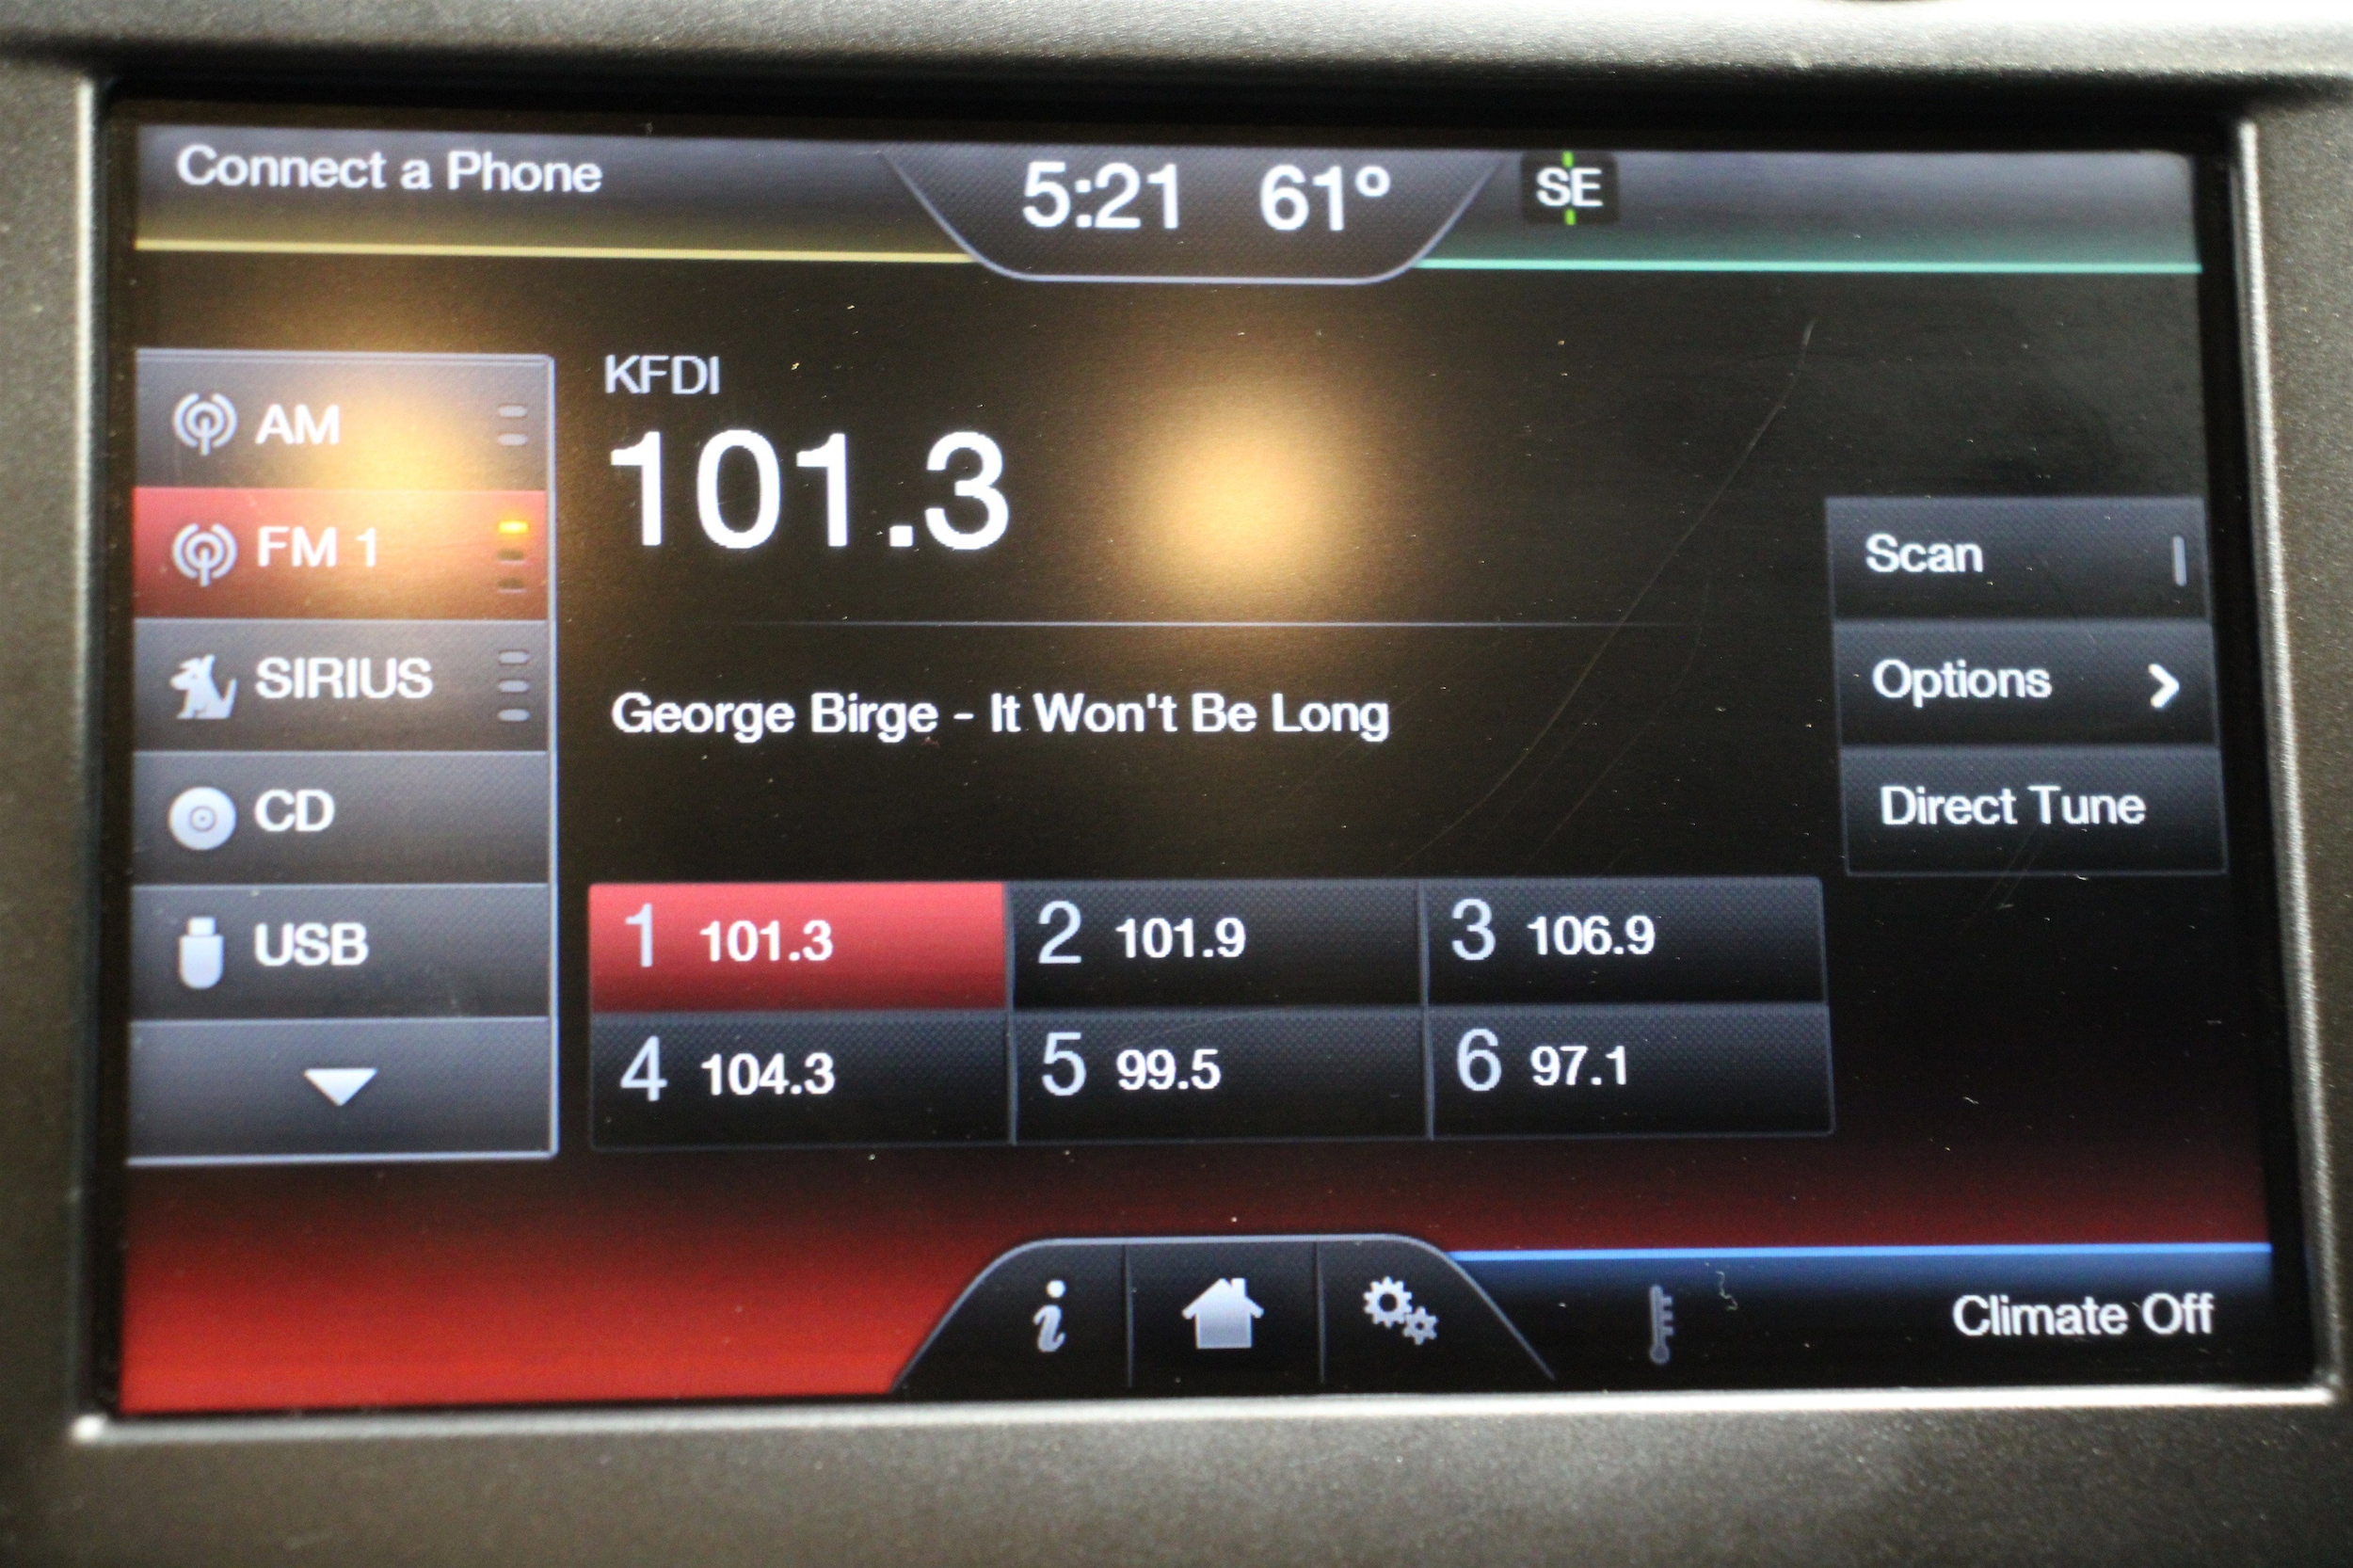 Connect a Phone
5:21 61º SE
AM
FM 1
SIRIUS
CD
USB
KFDI
101.3
George Birge - It Won't Be Long
Scan
Options
Direct Tune
1 101.3 2 101.9 3 106.9
4 104.3 5 99.5 6 97.1
i
Climate Off